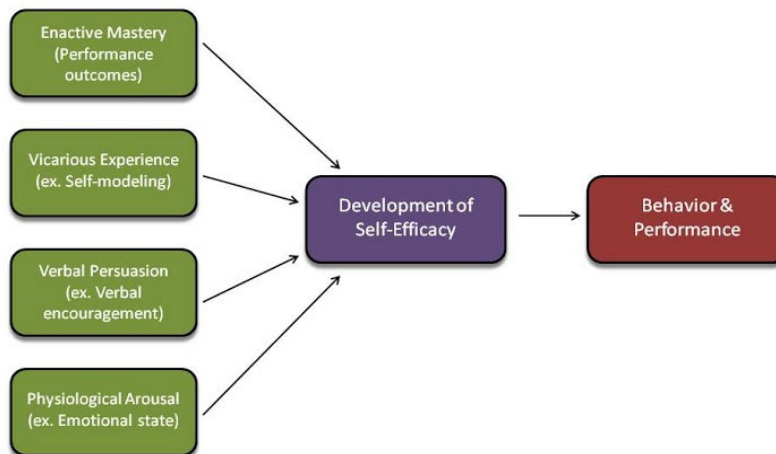 Enactive Mastery
(Performance
outcomes)
Vicarious Experience
(ex. Self-modeling)
Verbal Persuasion
(ex. Verbal
encouragement)
Physiological Arousal
(ex. Emotional state)
Development of
Self-Efficacy
Behavior &
Performance